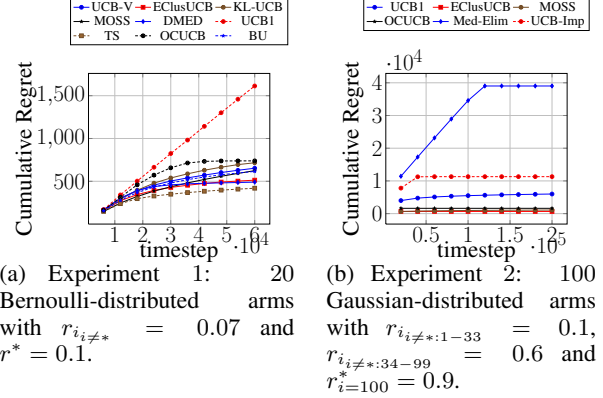 UCB-V EClusUCB KL-UCB
MOSS DMED UCB1
TS OCUCB BU
Cumulative Regret
1,500
1,000
500
1 2 3 4 5 6
·10^4
timestep
(a) Experiment 1: 20
Bernoulli-distributed arms
with r_{i_{i≠∗}} = 0.07 and
r^∗ = 0.1.
UCB1 EClusUCB MOSS
OCUCB Med-Elim UCB-Imp
·10^4
Cumulative Regret
4
3
2
1
0
0.5 1 1.5 2
·10^5
timestep
(b) Experiment 2: 100
Gaussian-distributed arms
with r_{i_{i≠∗:1−33}} = 0.1,
r_{i_{i≠∗:34−99}} = 0.6 and
r^∗_{i=100} = 0.9.